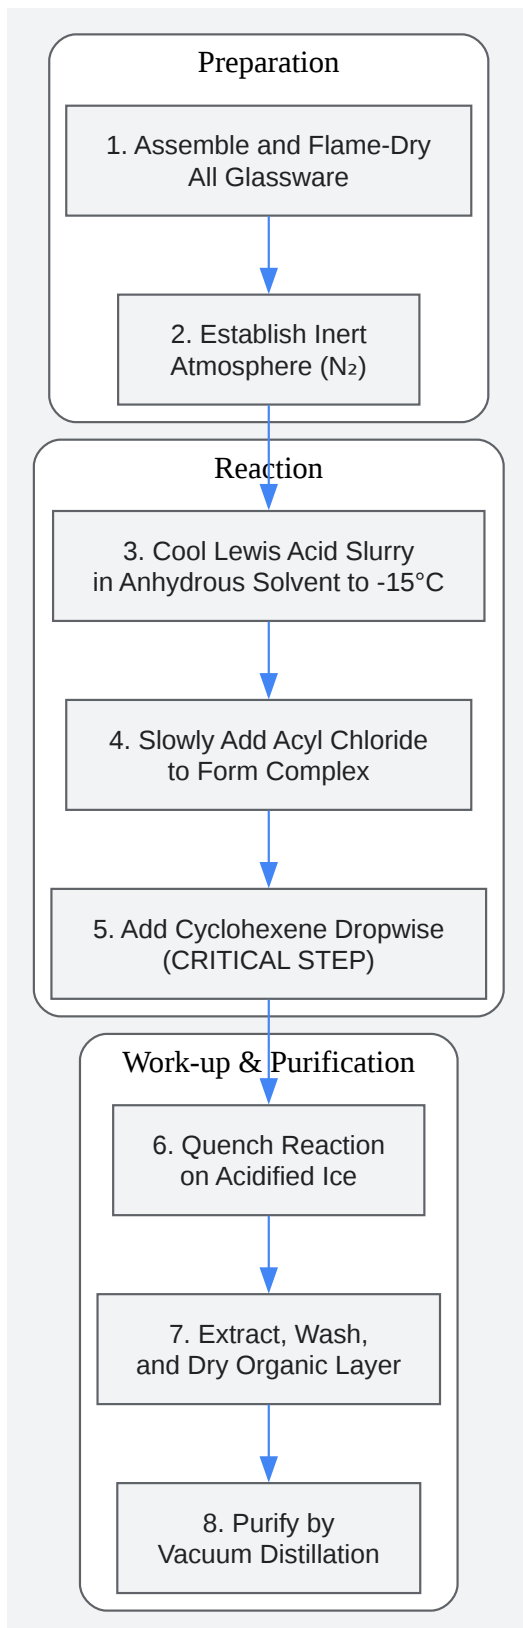 Preparation
1. Assemble and Flame-Dry
All Glassware
2. Establish Inert
Atmosphere (N₂)
Reaction
3. Cool Lewis Acid Slurry
in Anhydrous Solvent to -15°C
4. Slowly Add Acyl Chloride
to Form Complex
5. Add Cyclohexene Dropwise
(CRITICAL STEP)
Work-up & Purification
6. Quench Reaction
on Acidified Ice
7. Extract, Wash,
and Dry Organic Layer
8. Purify by
Vacuum Distillation